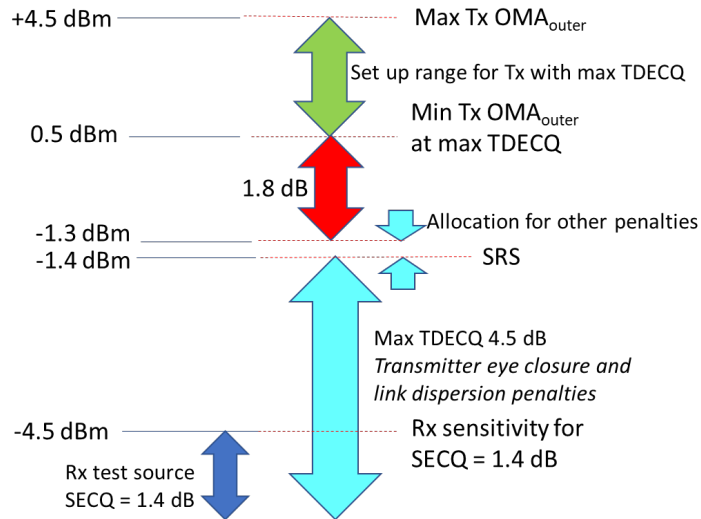 +4.5 dBm
Max Tx OMAouter
Set up range for Tx with max TDECQ
0.5 dBm
Min Tx OMAouter
at max TDECQ
1.8 dB
Allocation for other penalties
-1.3 dBm
-1.4 dBm
SRS
Max TDECQ 4.5 dB
Transmitter eye closure and
link dispersion penalties
-4.5 dBm
Rx sensitivity for
SECQ = 1.4 dB
Rx test source
SECQ = 1.4 dB